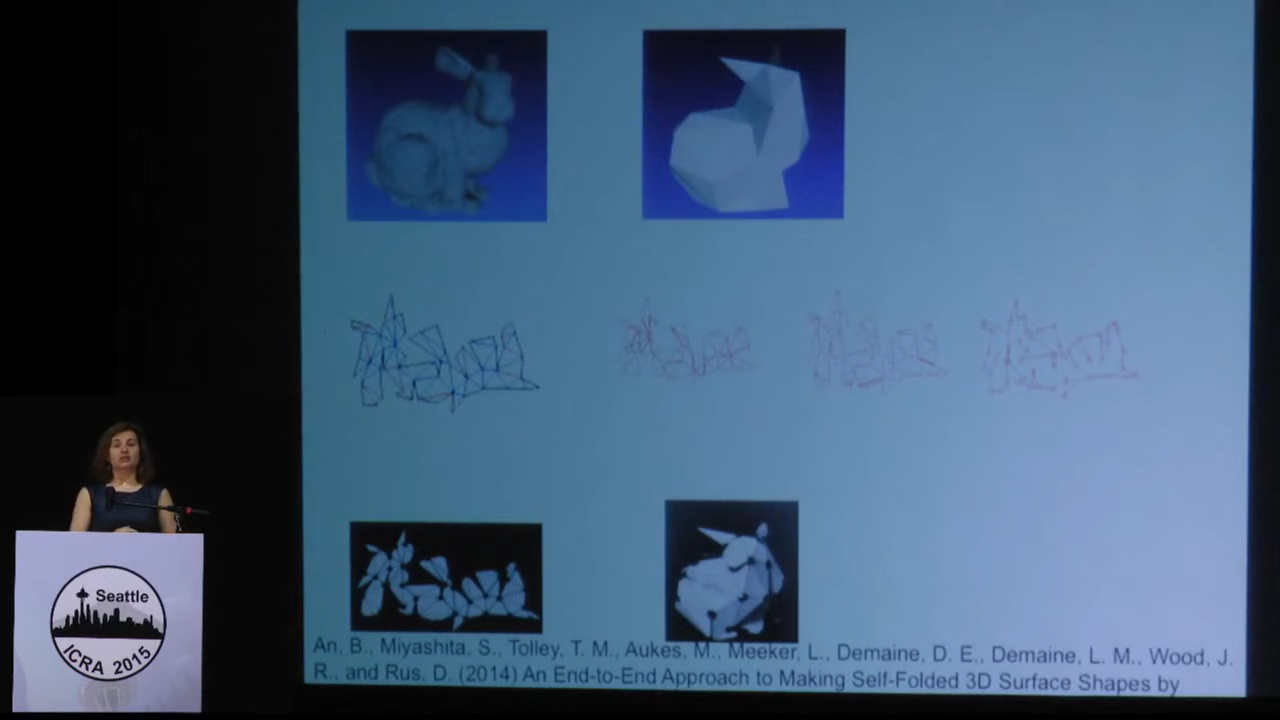 An, B., Miyashita. S., Tolley, T. M., Aukes, M., Meeker, L., Demaine, D. E., Demaine, L. M., Wood, J.
R., and Rus, D. (2014) An End-to-End Approach to Making Self-Folded 3D Surface Shapes by
Seattle
ICRA 2015